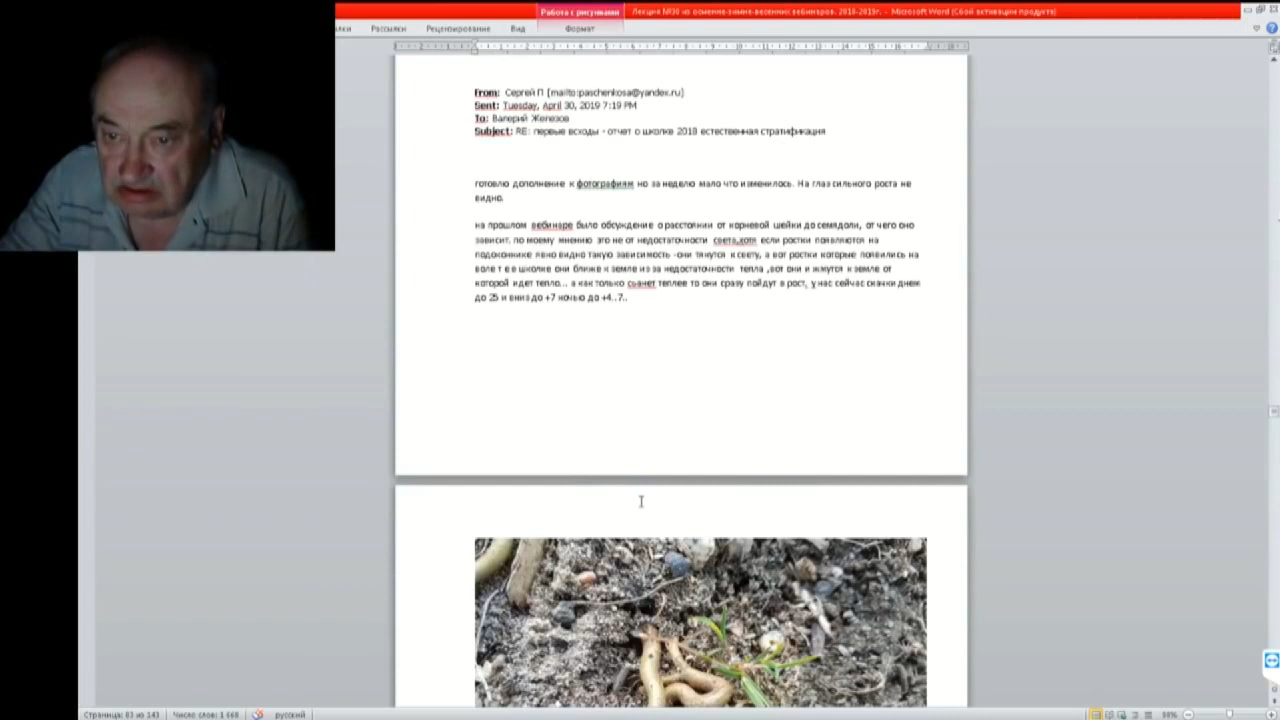 Работа с рисунками
Лекция №30 из осенне-зимне-весенних вебинаров. 2018-2019г. - Microsoft Word (Сбой активации продукта)
Рассылки Рецензирование Вид Формат
From: Сергей П [mailto:paschenkosa@yandex.ru]
Sent: Tuesday, April 30, 2019 7:19 PM
To: Валерий Железов
Subject: RE: первые всходы - отчет о школке 2018 естественная стратификация
готовлю дополнение к фотографиям но за неделю мало что изменилось. На глаз сильного роста не
видно.
на прошлом вебинаре было обсуждение о расстоянии от корневой шейки до семядоли, от чего оно
зависит. по моему мнению это не от недостаточности света,хотя если ростки появляются на
подоконнике явно видно такую зависимость -они тянутся к свету, а вот ростки которые появились на
воле т е в школке они ближе к земле из за недостаточности тепла ,вот они и жмутся к земле от
которой идет тепло... а как только сьанет теплее то они сразу пойдут в рост, у нас сейчас скачки днем
до 25 и вниз до +7 ночью до +4..7..
Страница: 83 из 143 Число слов: 1 668 русский 98%